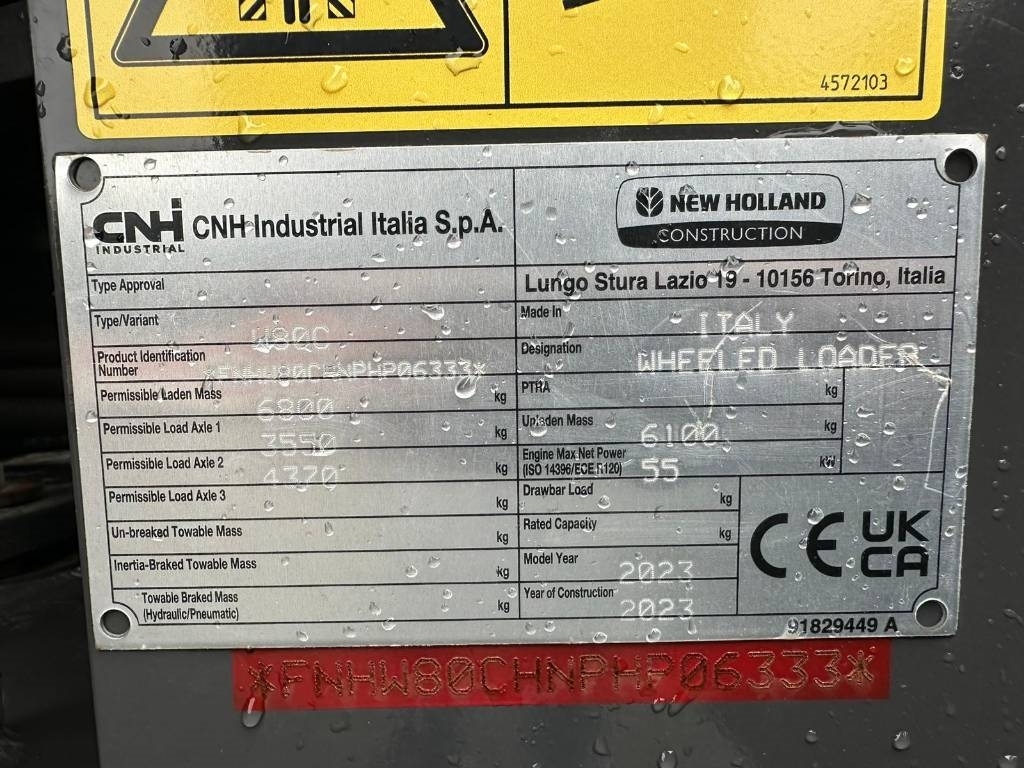 4572103
CNH INDUSTRIAL CNH Industrial Italia S.p.A.
NEW HOLLAND
CONSTRUCTION
Type Approval
Lungo Stura Lazio 19 - 10156 Torino, Italia
Type/Variant W80C
Made In ITALY
Product Identification Number *FNHW80CHNPHP06333*
Designation WHEELED LOADER
Permissible Laden Mass 6800 kg
PTRA kg
Permissible Load Axle 1 3550 kg
Unladen Mass 6100 kg
Permissible Load Axle 2 4370 kg
Engine Max Net Power (ISO 14396/ECE R120) 55 kW
Permissible Load Axle 3 kg
Drawbar Load kg
Un-breaked Towable Mass kg
Rated Capacity kg
Inertia-Braked Towable Mass kg
Model Year 2023
Towable Braked Mass (Hydraulic/Pneumatic) kg
Year of Construction 2023
CE UK CA
91829449 A
*FNHW80CHNPHP06333*